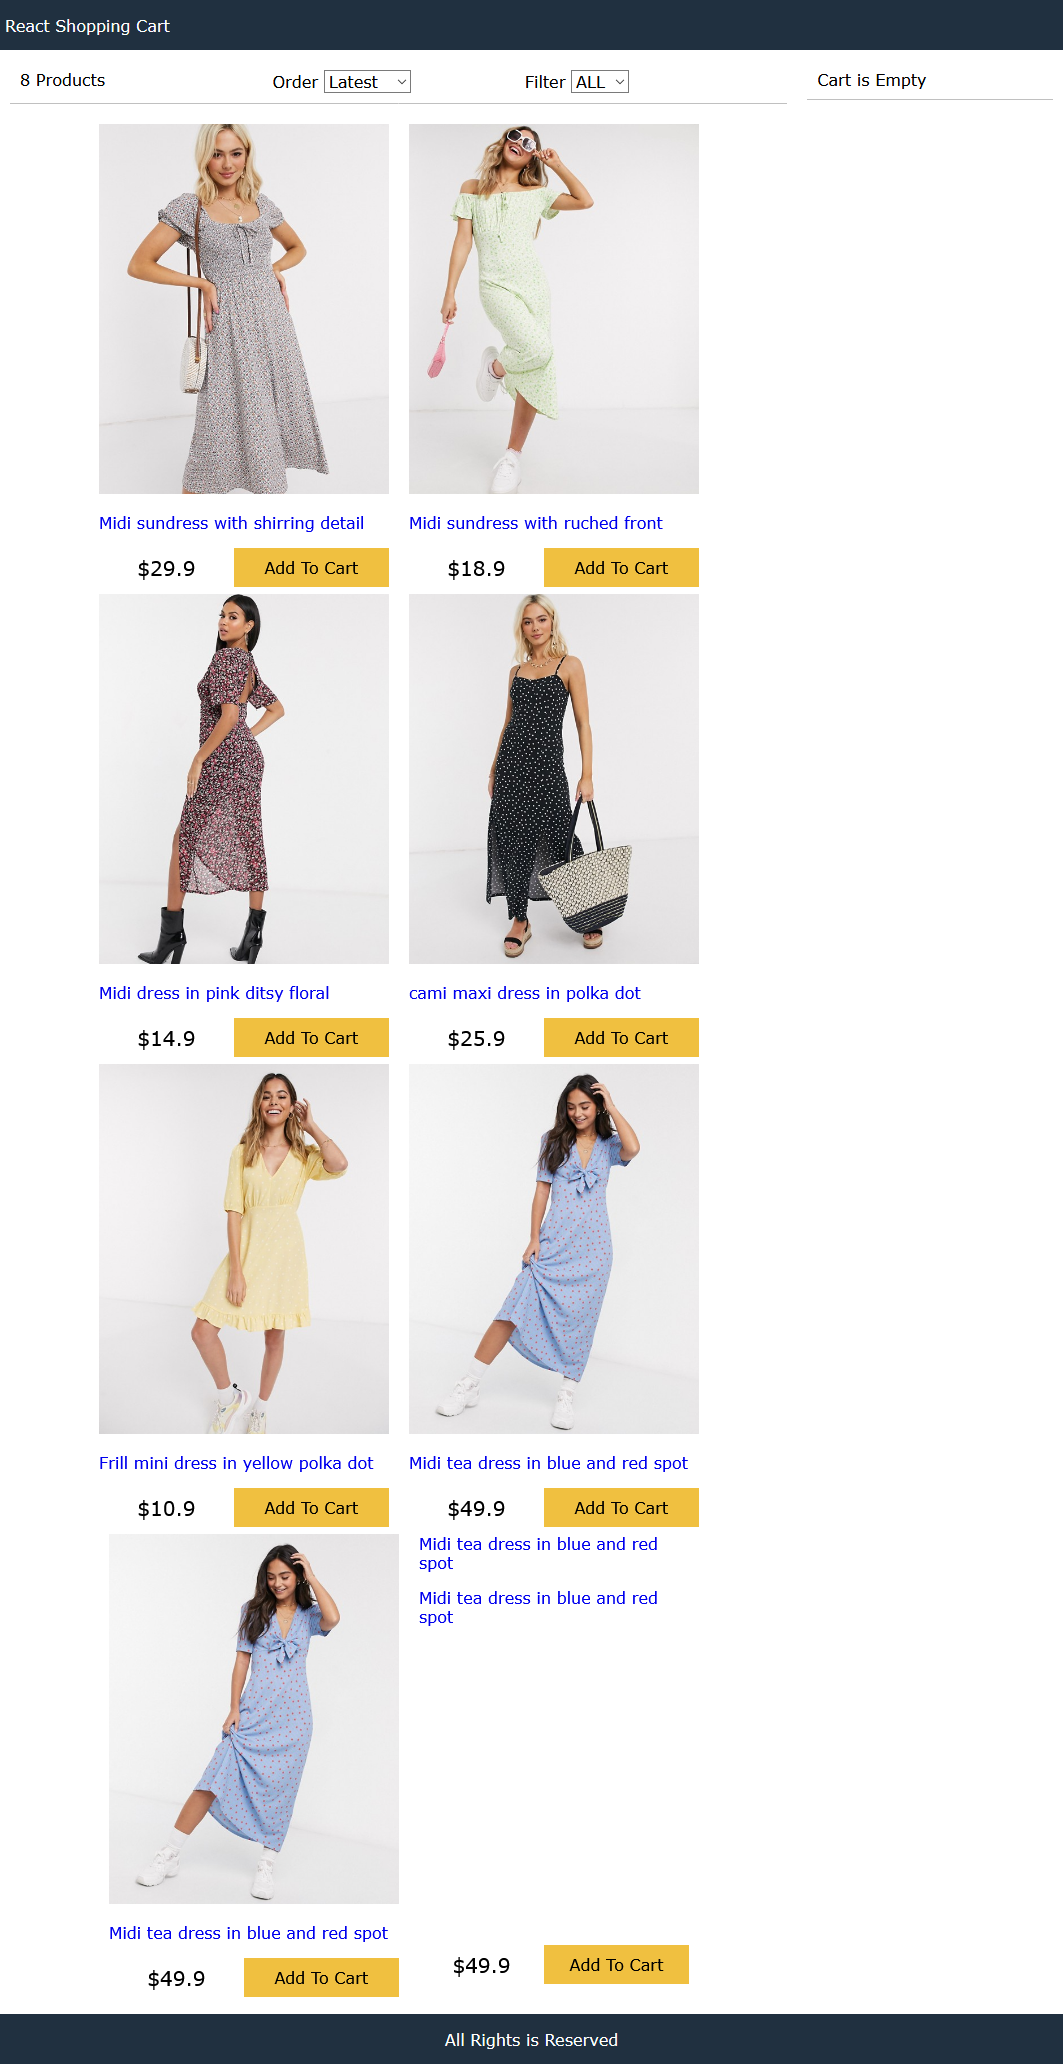 React Shopping Cart
8 Products
Order Latest
Filter ALL
Cart is Empty
Midi sundress with shirring detail
$29.9 Add To Cart
Midi sundress with ruched front
$18.9 Add To Cart
Midi dress in pink ditsy floral
$14.9 Add To Cart
cami maxi dress in polka dot
$25.9 Add To Cart
Frill mini dress in yellow polka dot
$10.9 Add To Cart
Midi tea dress in blue and red spot
$49.9 Add To Cart
Midi tea dress in blue and red spot
$49.9 Add To Cart
Midi tea dress in blue and red
spot
Midi tea dress in blue and red
spot
$49.9 Add To Cart
All Rights is Reserved